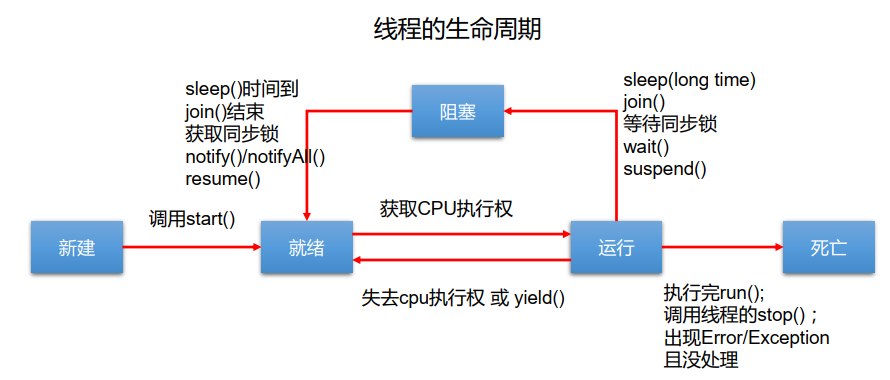 线程的生命周期
sleep()时间到
join()结束
获取同步锁
notify()/notifyAll()
resume()
阻塞
sleep(long time)
join()
等待同步锁
wait()
suspend()
新建
调用start()
就绪
获取CPU执行权
失去cpu执行权 或 yield()
运行
死亡
执行完run();
调用线程的stop()；
出现Error/Exception
且没处理